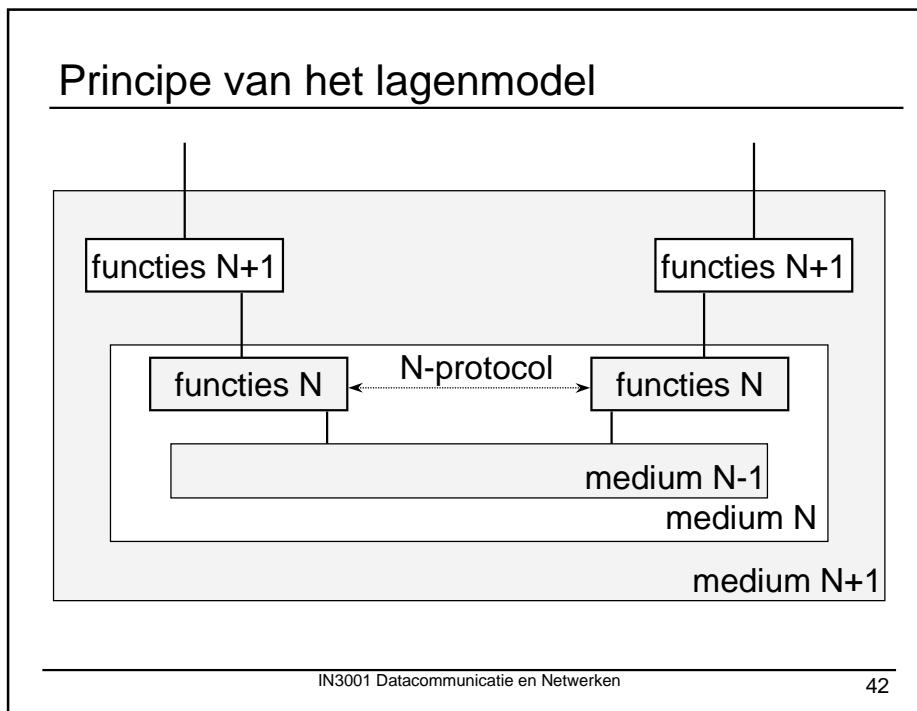 Principe van het lagenmodel
functies N+1
functies N+1
functies N
N-protocol
functies N
medium N-1
medium N
medium N+1
IN3001 Datacommunicatie en Netwerken
42